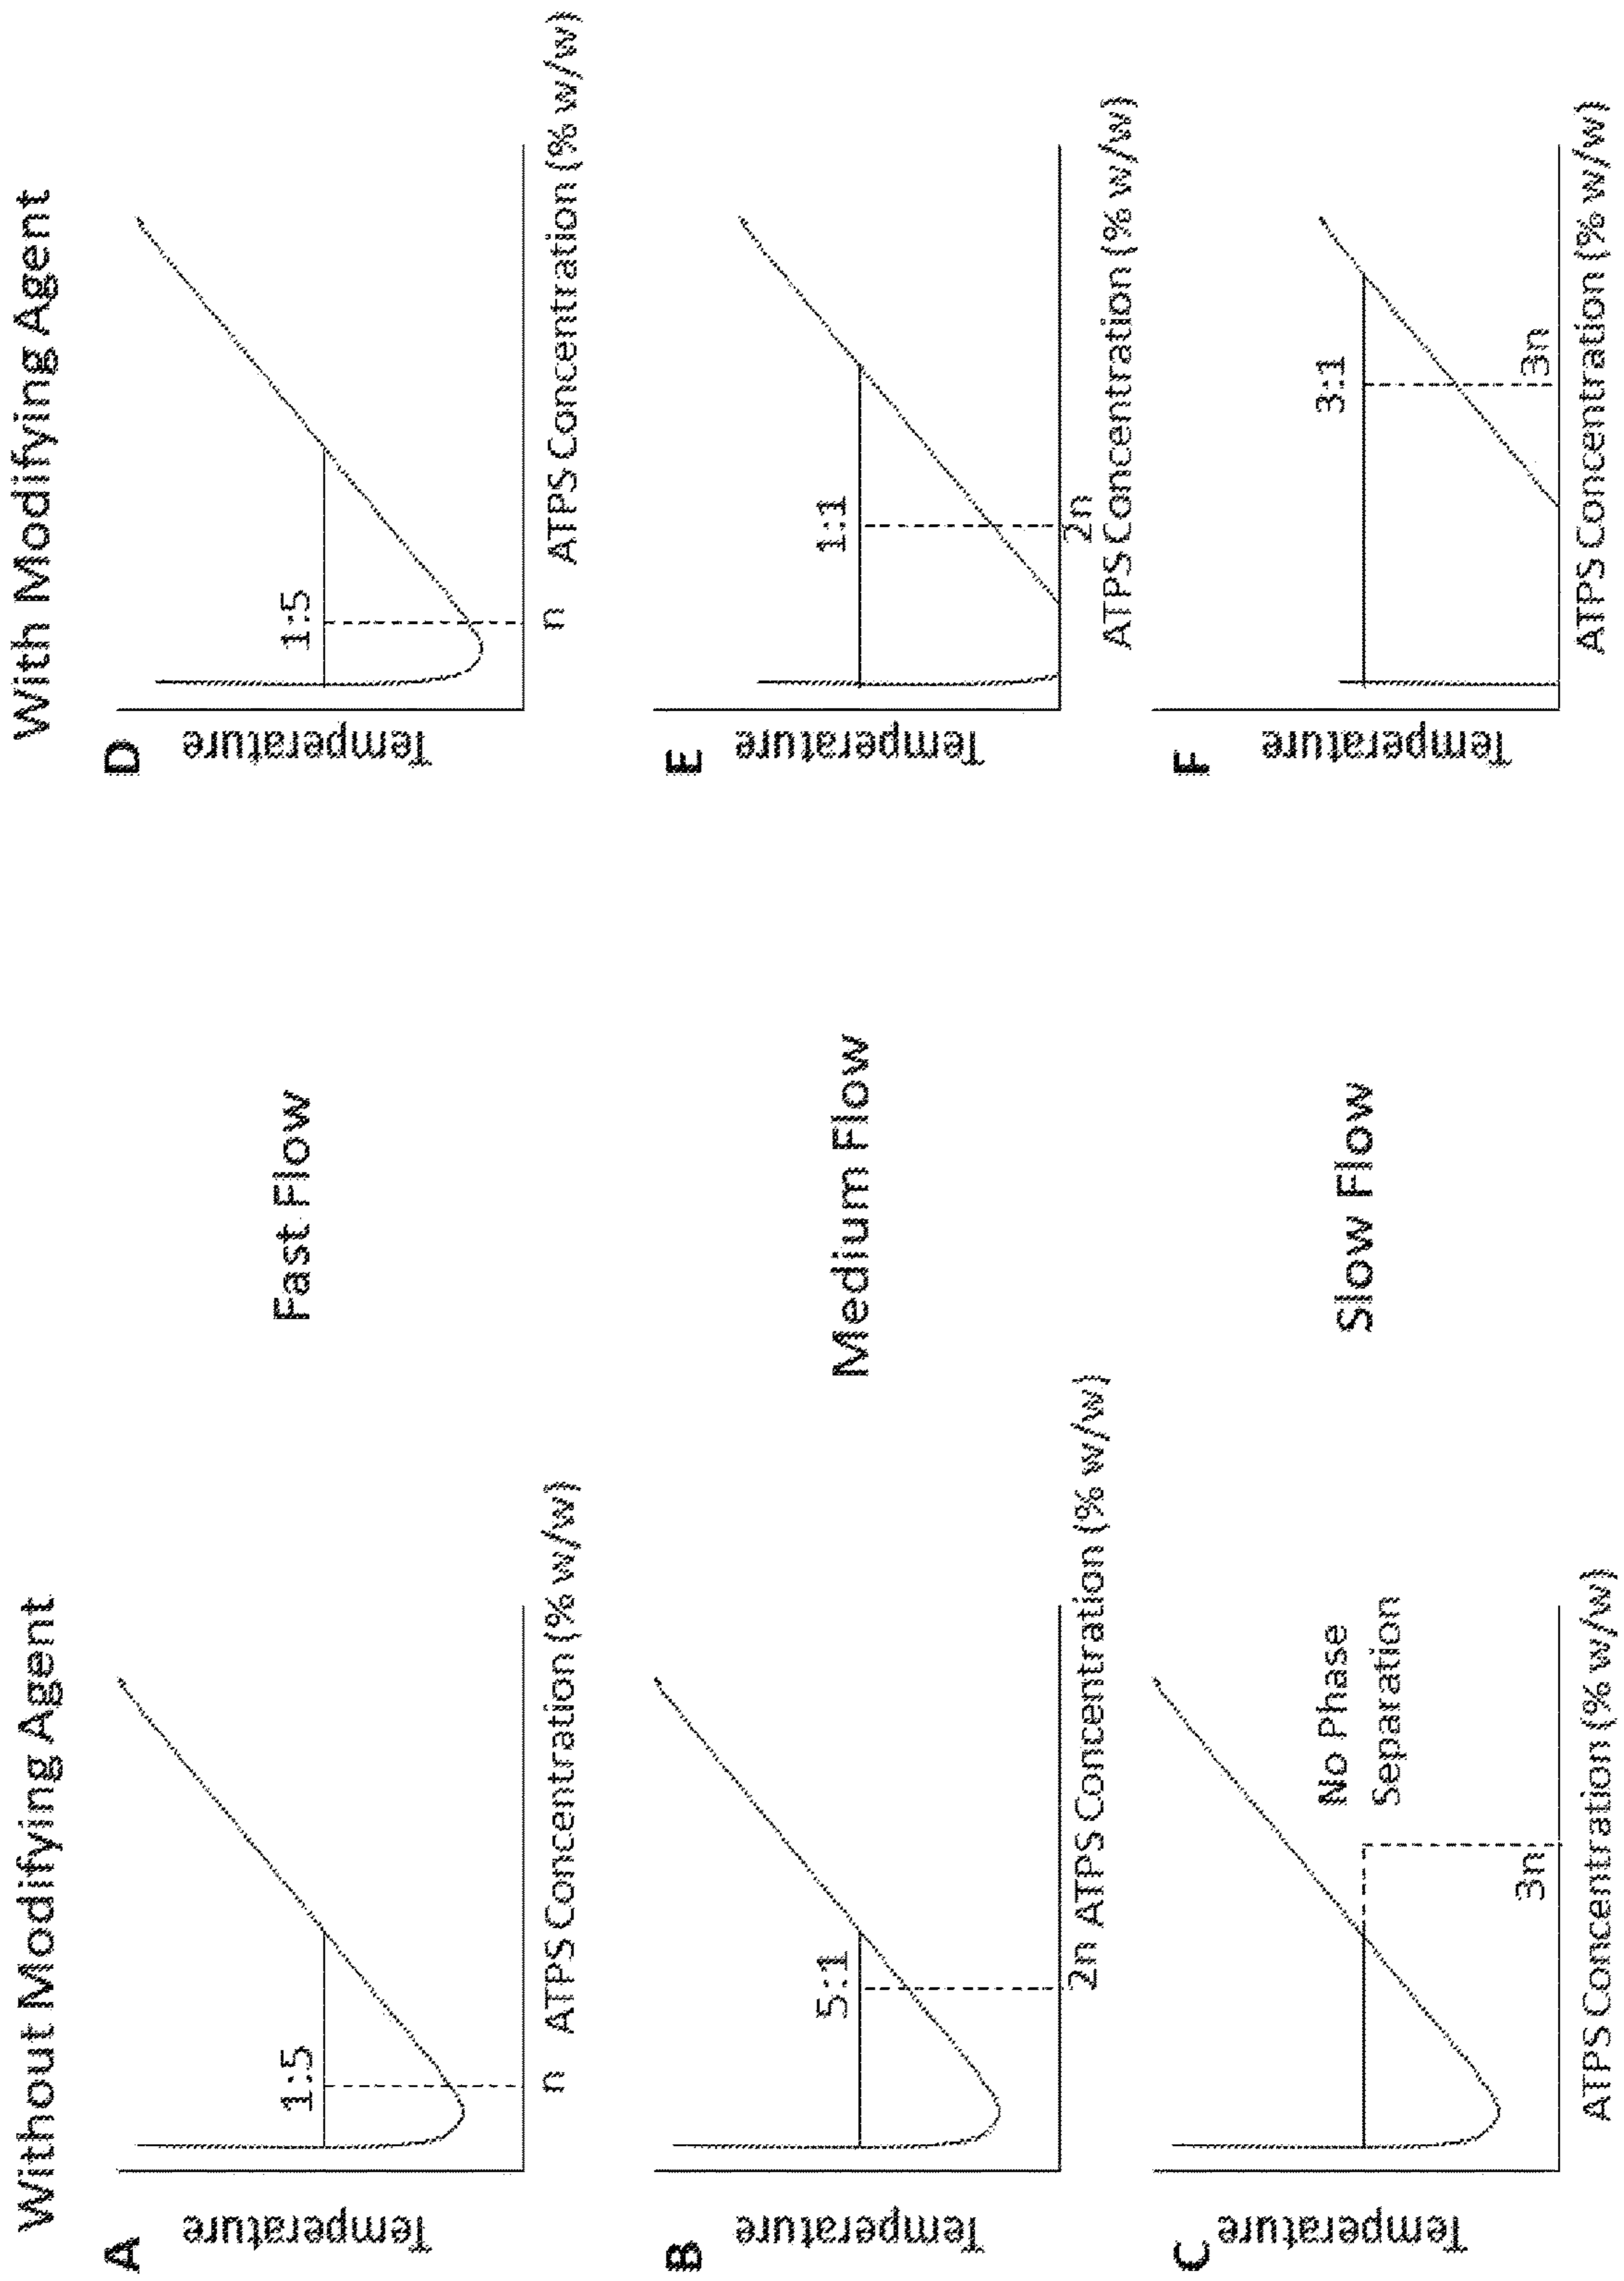 Without Modifying Agent
With Modifying Agent
A
Temperature
1:5
n
ATPS Concentration (% w/w)
Fast Flow
D
Temperature
1:5
n
ATPS Concentration (% w/w)
B
Temperature
5:1
2n
ATPS Concentration (% w/w)
Medium Flow
E
Temperature
1:1
2n
ATPS Concentration (% w/w)
C
Temperature
No Phase
Separation
3n
ATPS Concentration (% w/w)
Slow Flow
F
Temperature
3:1
3n
ATPS Concentration (% w/w)